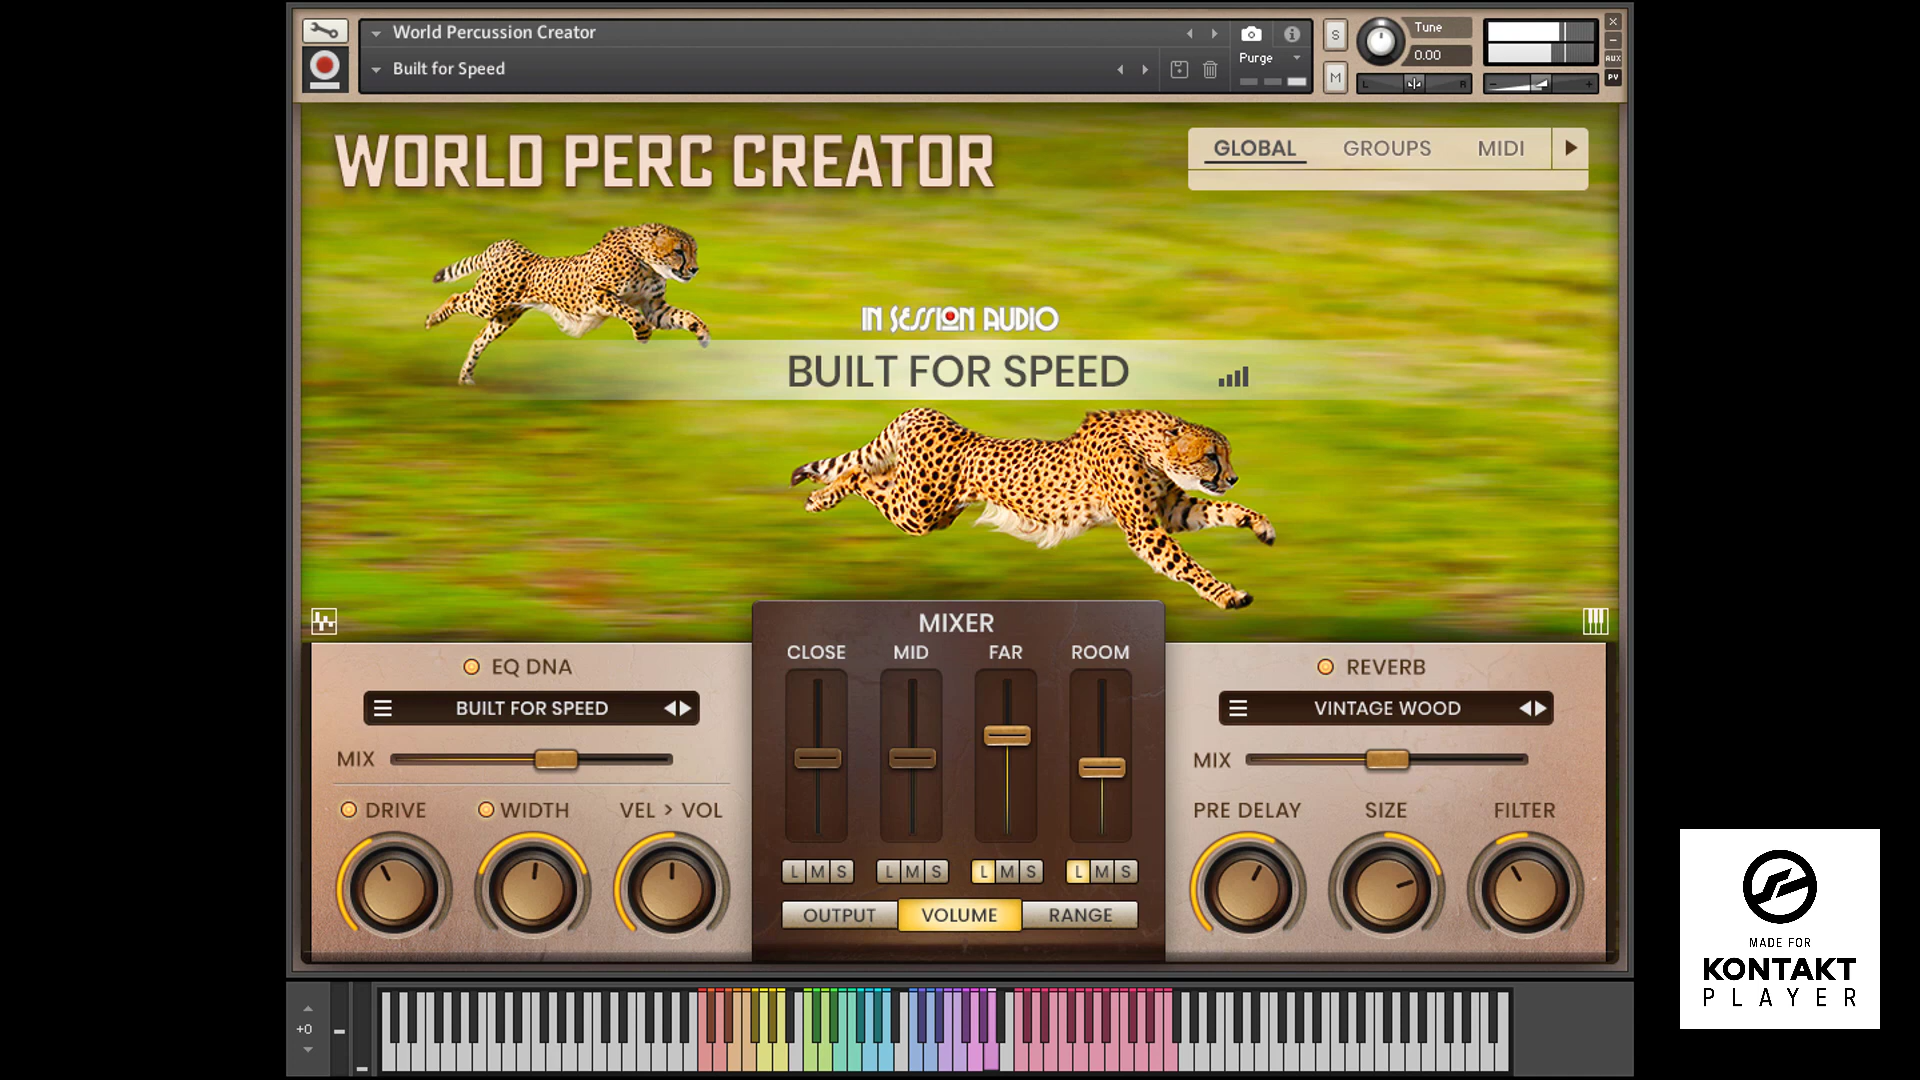 World Percussion Creator
Built for Speed
Purge
S
M
Tune
0.00
L R
AUX
PV
WORLD PERC CREATOR
GLOBAL GROUPS MIDI
IN SESSION AUDIO
BUILT FOR SPEED
EQ DNA
BUILT FOR SPEED
MIX
DRIVE WIDTH VEL > VOL
MIXER
CLOSE MID FAR ROOM
L M S L M S L M S L M S
OUTPUT VOLUME RANGE
REVERB
VINTAGE WOOD
MIX
PRE DELAY SIZE FILTER
+0
MADE FOR
KONTAKT
PLAYER